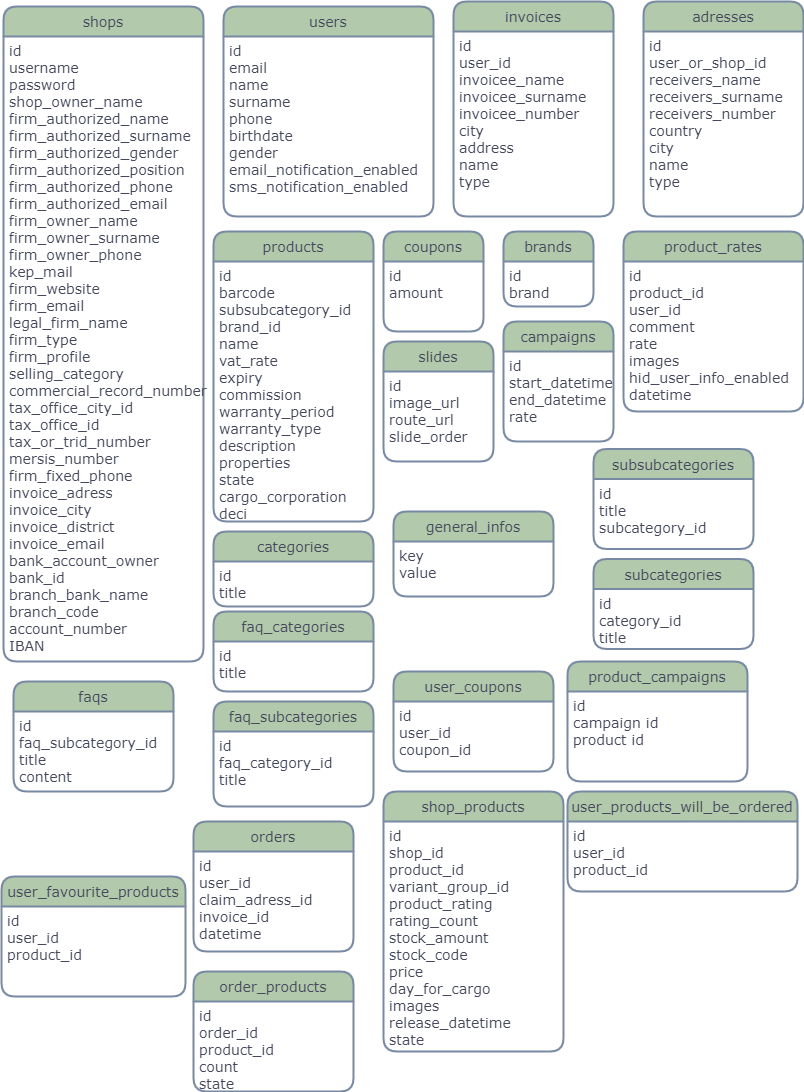 shops
id
username
password
shop_owner_name
firm_authorized_name
firm_authorized_surname
firm_authorized_gender
firm_authorized_position
firm_authorized_phone
firm_authorized_email
firm_owner_name
firm_owner_surname
firm_owner_phone
kep_mail
firm_website
firm_email
legal_firm_name
firm_type
firm_profile
selling_category
commercial_record_number
tax_office_city_id
tax_office_id
tax_or_trid_number
mersis_number
firm_fixed_phone
invoice_adress
invoice_city
invoice_district
invoice_email
bank_account_owner
bank_id
branch_bank_name
branch_code
account_number
IBAN
users
id
email
name
surname
phone
birthdate
gender
email_notification_enabled
sms_notification_enabled
invoices
id
user_id
invoicee_name
invoicee_surname
invoicee_number
city
address
name
type
adresses
id
user_or_shop_id
receivers_name
receivers_surname
receivers_number
country
city
name
type
products
id
barcode
subsubcategory_id
brand_id
name
vat_rate
expiry
commission
warranty_period
warranty_type
description
properties
state
cargo_corporation
deci
coupons
id
amount
brands
id
brand
product_rates
id
product_id
user_id
comment
rate
images
hid_user_info_enabled
datetime
slides
id
image_url
route_url
slide_order
campaigns
id
start_datetime
end_datetime
rate
subsubcategories
id
title
subcategory_id
general_infos
key
value
categories
id
title
subcategories
id
category_id
title
faq_categories
id
title
user_coupons
id
user_id
coupon_id
product_campaigns
id
campaign id
product id
faqs
id
faq_subcategory_id
title
content
faq_subcategories
id
faq_category_id
title
shop_products
id
shop_id
product_id
variant_group_id
product_rating
rating_count
stock_amount
stock_code
price
day_for_cargo
images
release_datetime
state
user_products_will_be_ordered
id
user_id
product_id
orders
id
user_id
claim_adress_id
invoice_id
datetime
user_favourite_products
id
user_id
product_id
order_products
id
order_id
product_id
count
state